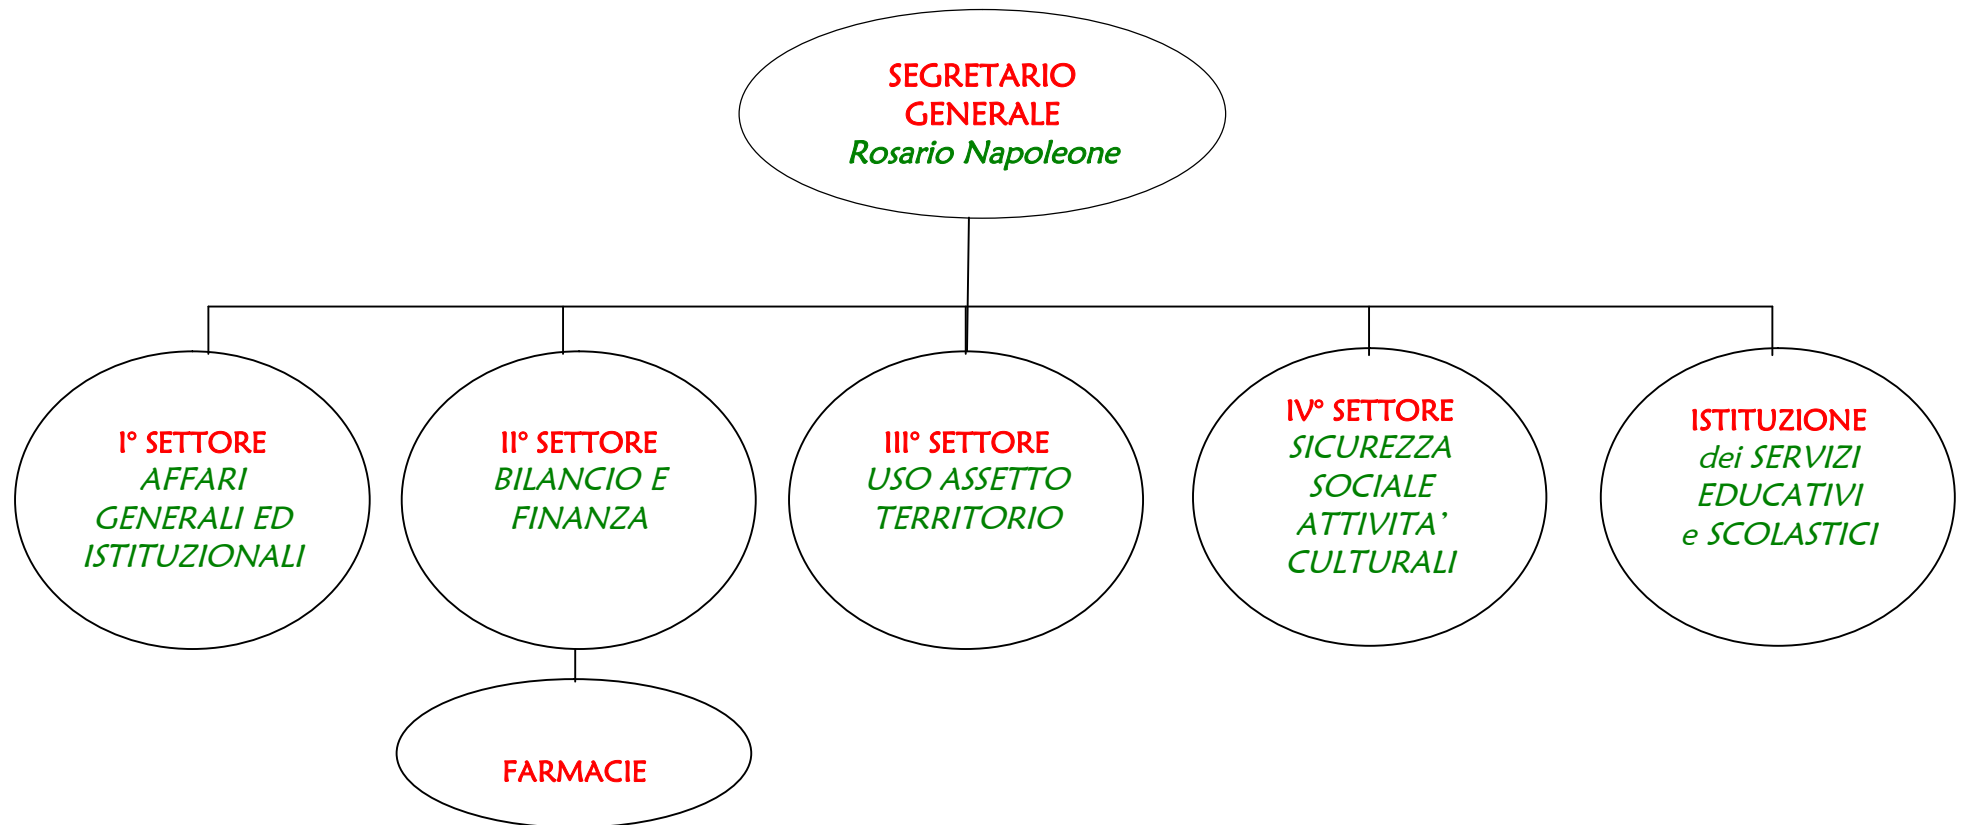 SEGRETARIO
GENERALE
Rosario Napoleone
I° SETTORE
AFFARI
GENERALI ED
ISTITUZIONALI
II° SETTORE
BILANCIO E
FINANZA
III° SETTORE
USO ASSETTO
TERRITORIO
IV° SETTORE
SICUREZZA
SOCIALE
ATTIVITA’
CULTURALI
ISTITUZIONE
dei SERVIZI
EDUCATIVI
e SCOLASTICI
FARMACIE